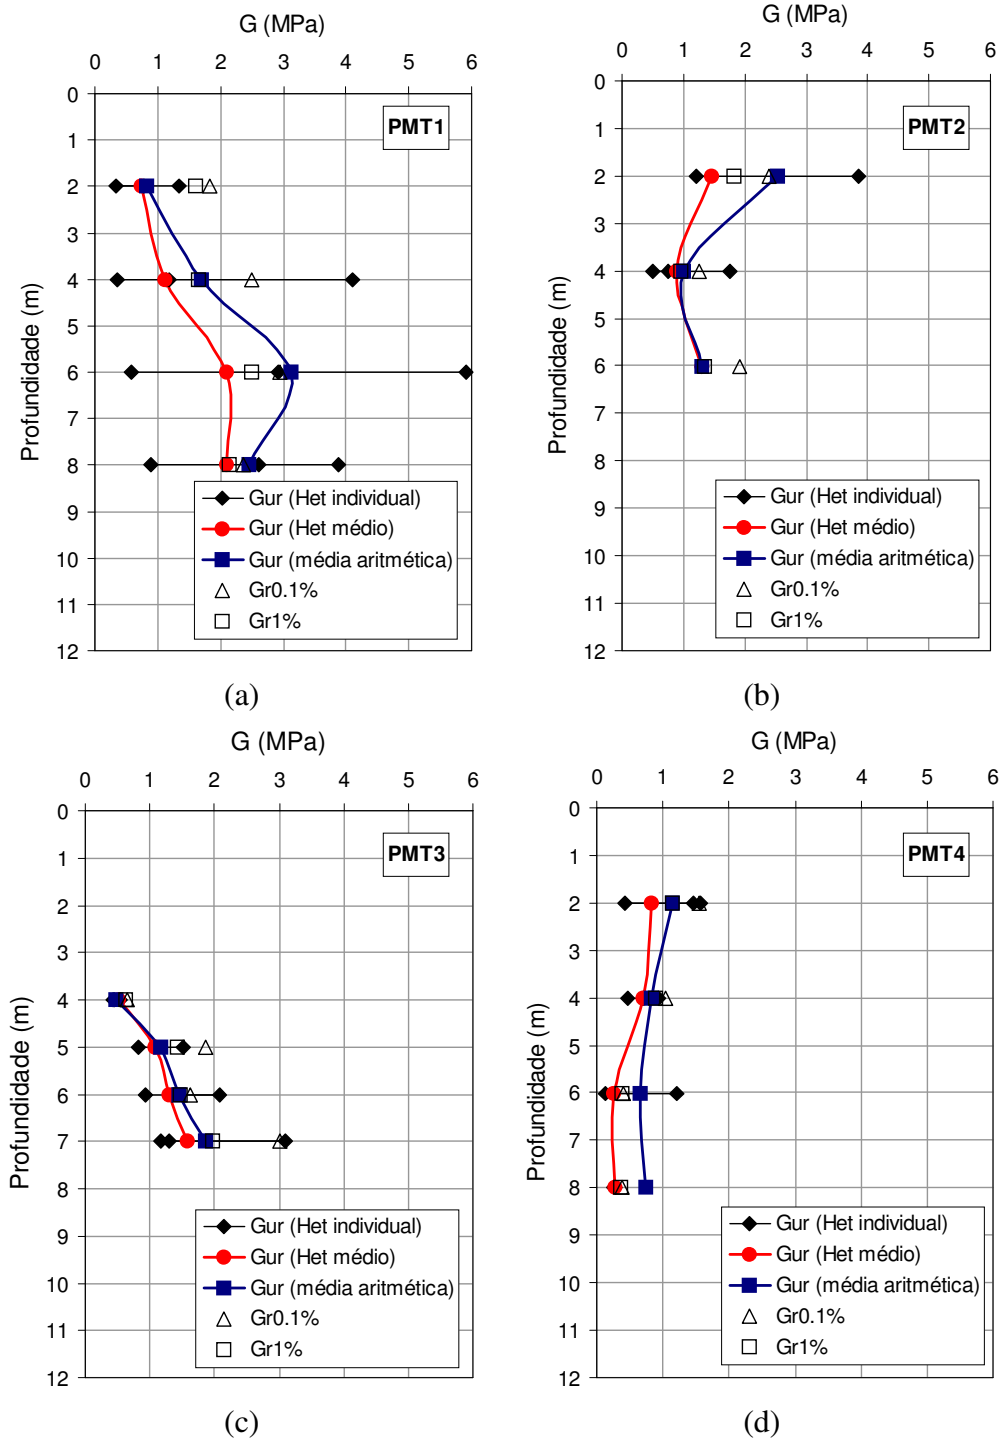 G (MPa)
0 1 2 3 4 5 6
0
1
2
3
4
5
6
7
8
9
10
11
12
Profundidade (m)
PMT1
Gur (Het individual)
Gur (Het médio)
Gur (média aritmética)
Gr0.1%
Gr1%
(a)
G (MPa)
0 1 2 3 4 5 6
0
1
2
3
4
5
6
7
8
9
10
11
12
Profundidade (m)
PMT2
Gur (Het individual)
Gur (Het médio)
Gur (média aritmética)
Gr0.1%
Gr1%
(b)
G (MPa)
0 1 2 3 4 5 6
0
1
2
3
4
5
6
7
8
9
10
11
12
Profundidade (m)
PMT3
Gur (Het individual)
Gur (Het médio)
Gur (média aritmética)
Gr0.1%
Gr1%
(c)
G (MPa)
0 1 2 3 4 5 6
0
1
2
3
4
5
6
7
8
9
10
11
12
Profundidade (m)
PMT4
Gur (Het individual)
Gur (Het médio)
Gur (média aritmética)
Gr0.1%
Gr1%
(d)